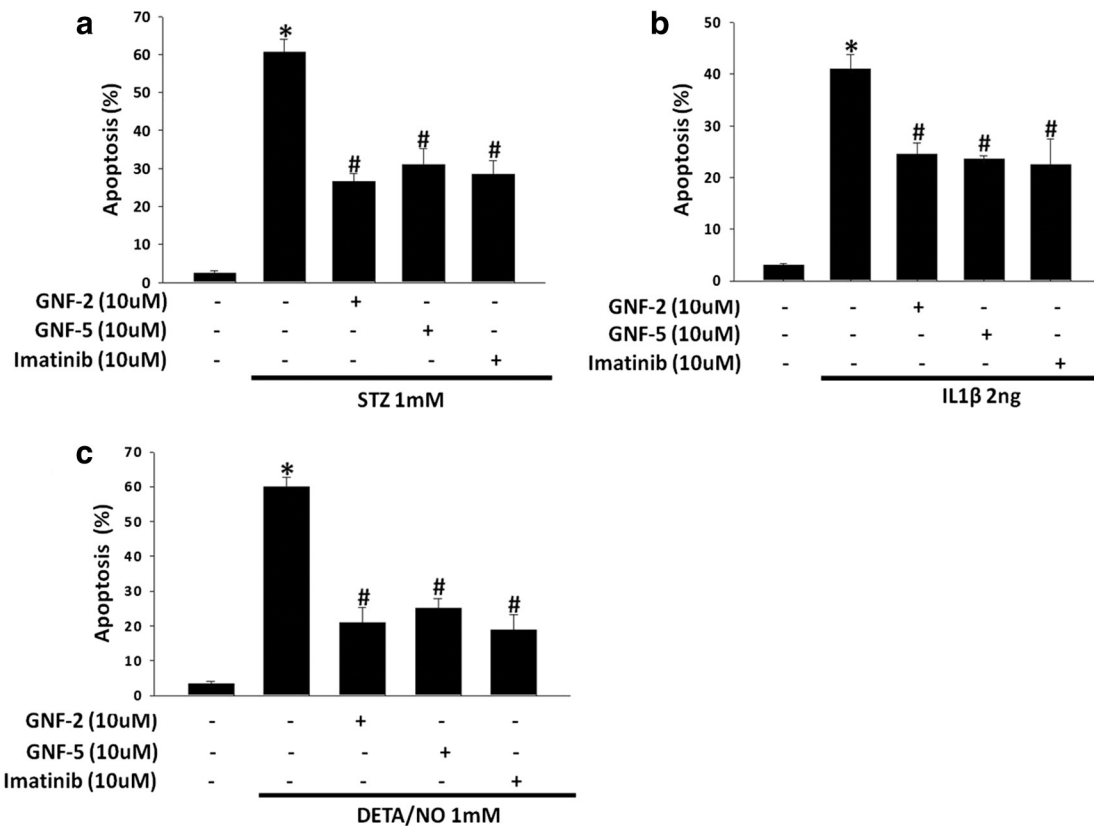 a
Apoptosis (%)
70
60
50
40
30
20
10
0
*
#
#
#
GNF-2 (10uM) - - + - -
GNF-5 (10uM) - - - + -
Imatinib (10uM) - - - - +
STZ 1mM
b
Apoptosis (%)
50
40
30
20
10
0
*
#
#
#
GNF-2 (10uM) - - + - -
GNF-5 (10uM) - - - + -
Imatinib (10uM) - - - - +
IL1β 2ng
c
Apoptosis (%)
70
60
50
40
30
20
10
0
*
#
#
#
GNF-2 (10uM) - - + - -
GNF-5 (10uM) - - - + -
Imatinib (10uM) - - - - +
DETA/NO 1mM